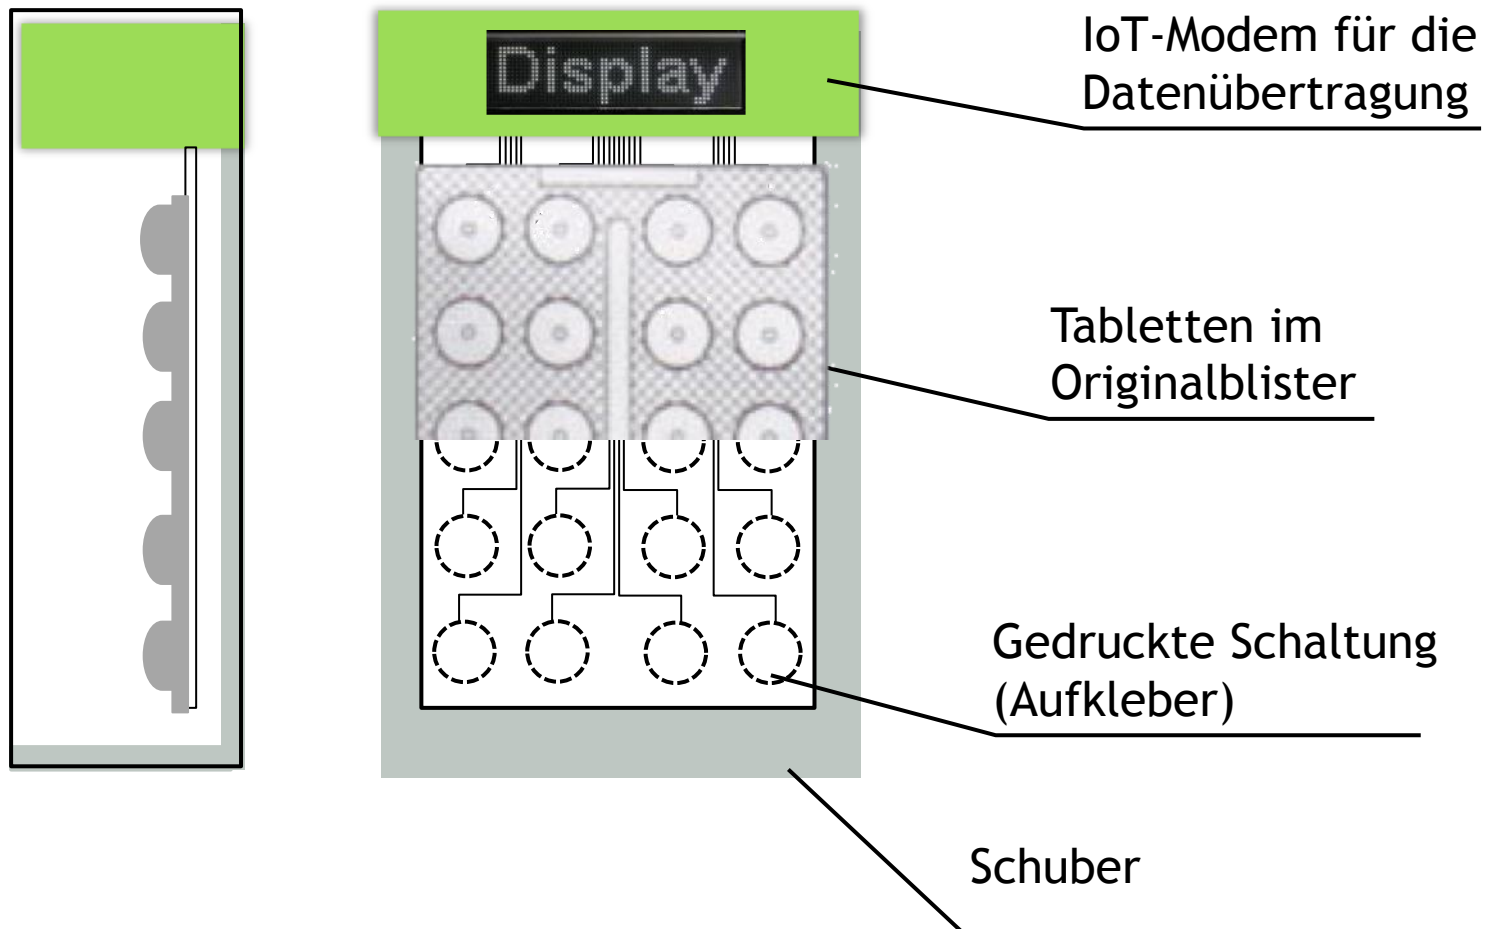 Display
IoT-Modem für die
Datenübertragung
Tabletten im
Originalblister
Gedruckte Schaltung
(Aufkleber)
Schuber